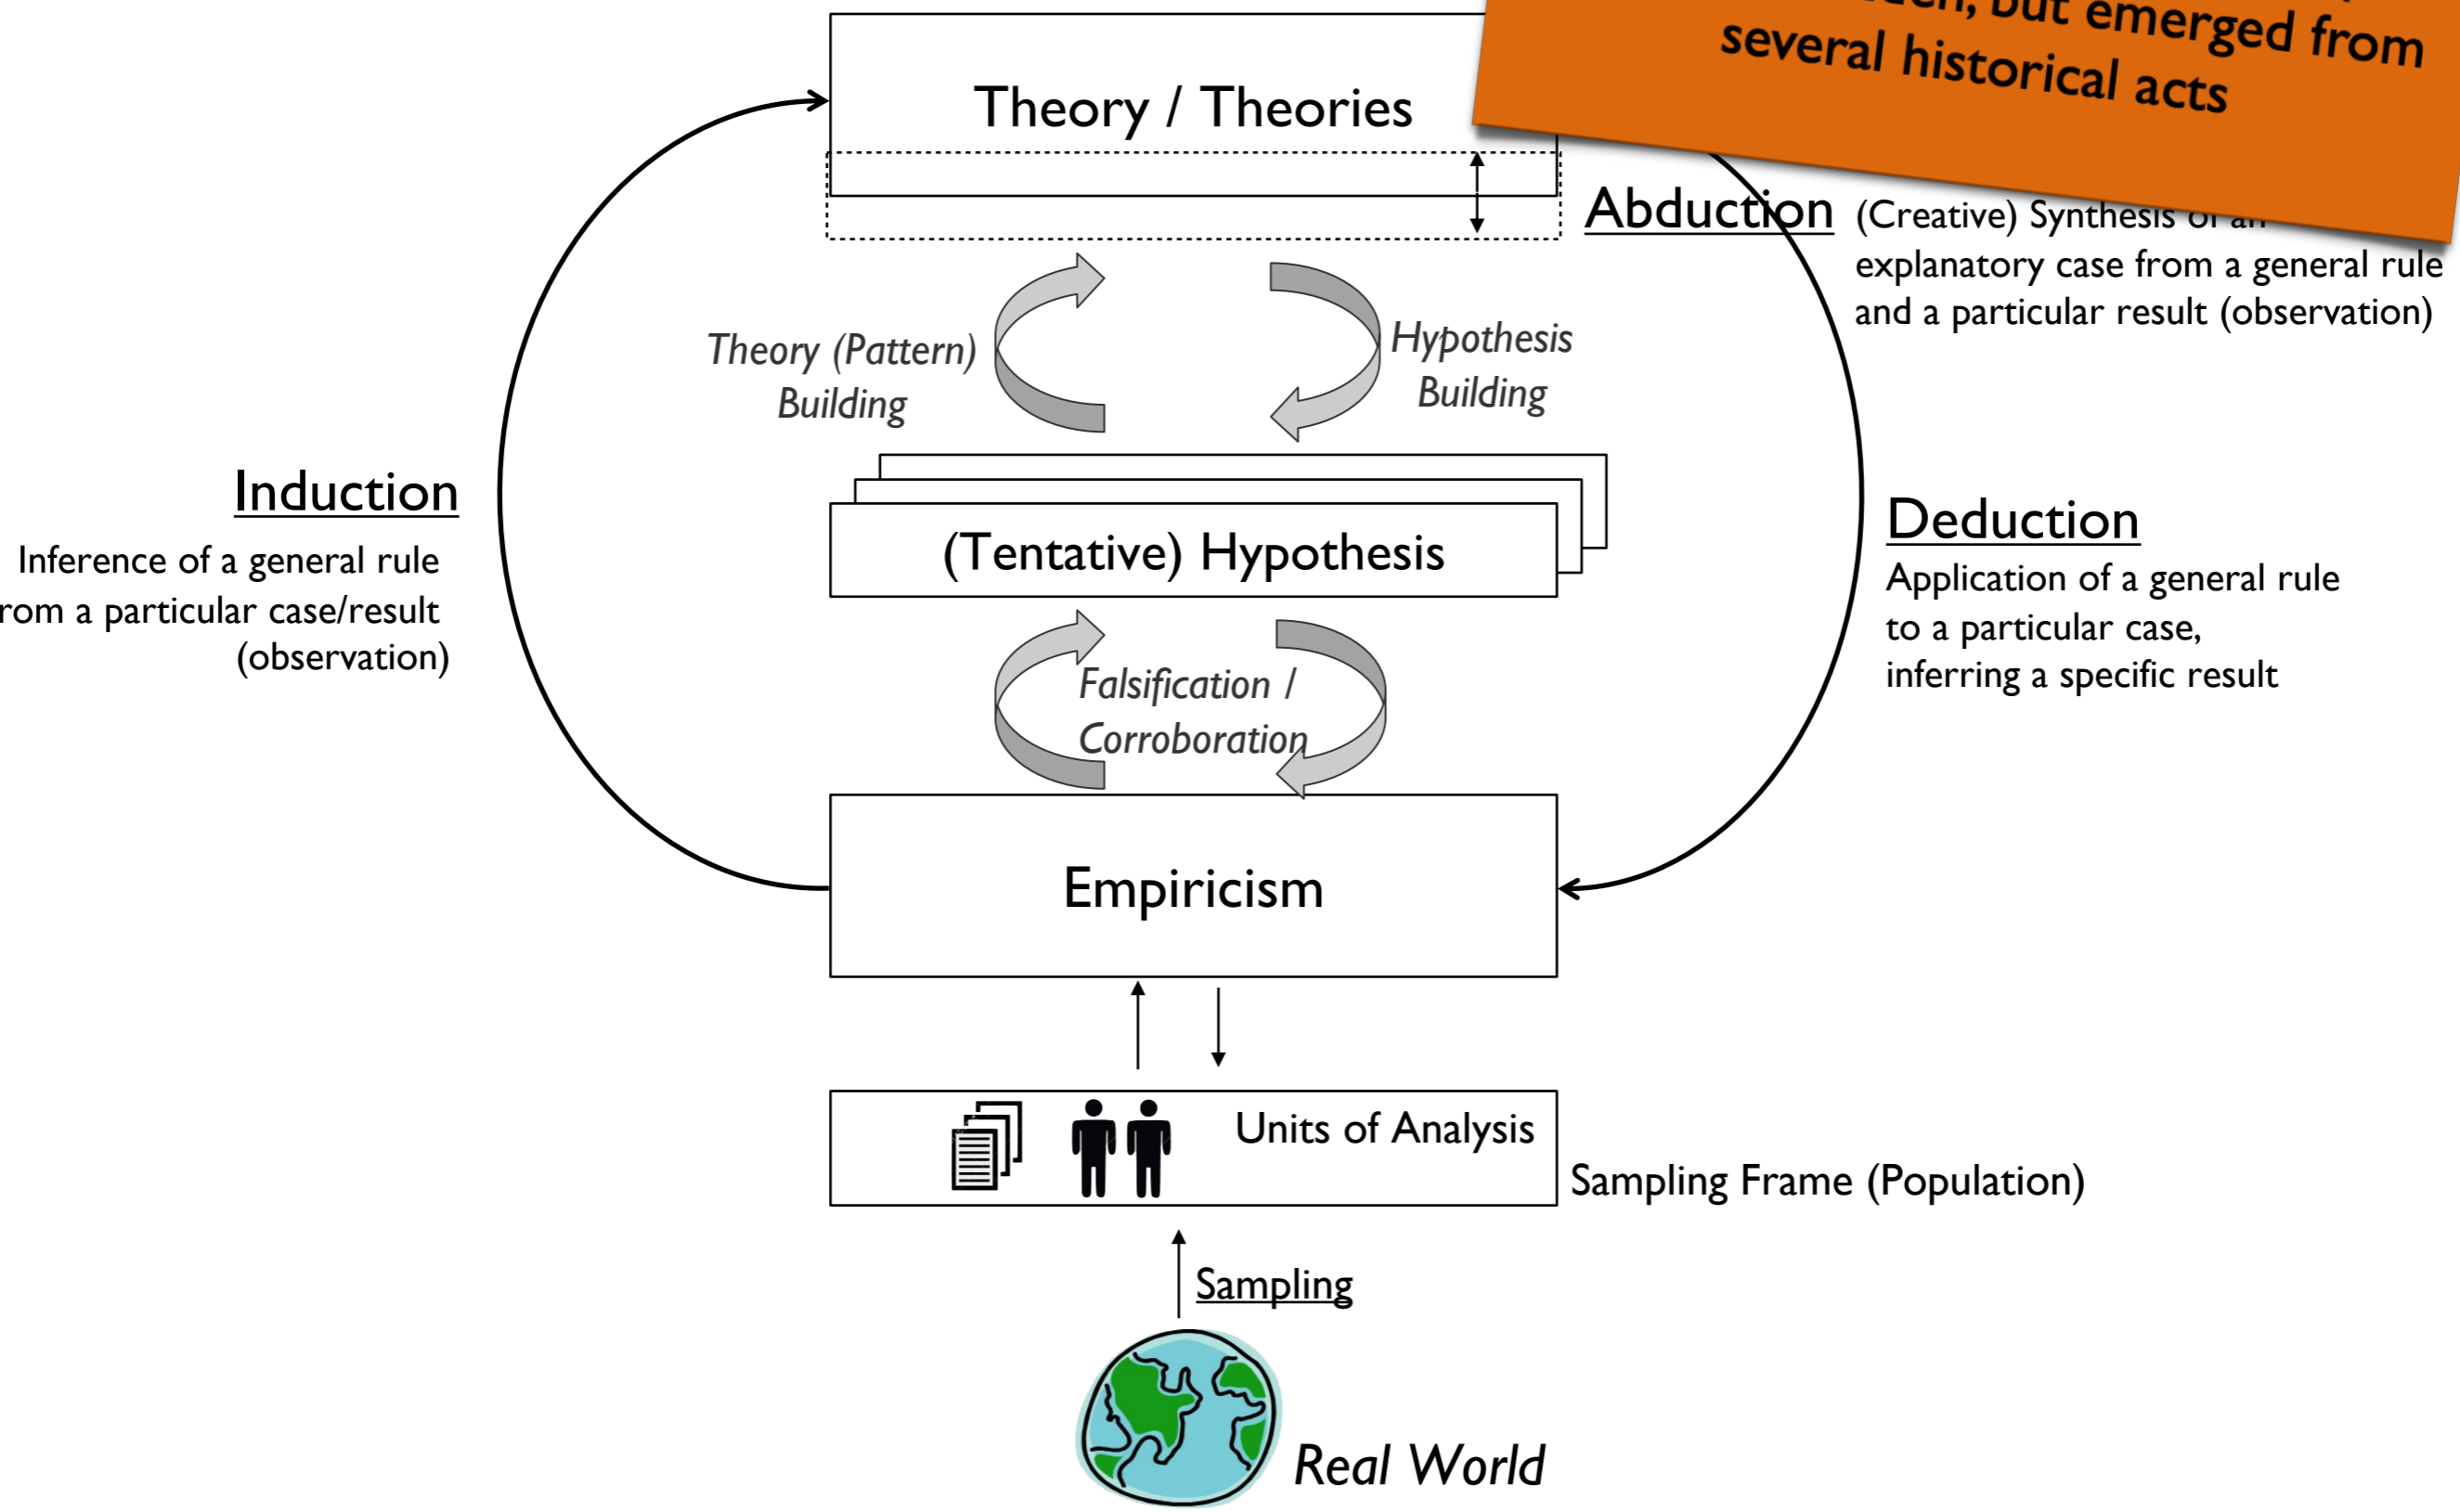 but emerged from
several historical acts
Theory / Theories
Abduction
(Creative) Synthesis of an
explanatory case from a general rule
and a particular result (observation)
Theory (Pattern)
Building
Hypothesis
Building
Induction
Inference of a general rule
rom a particular case/result
(observation)
(Tentative) Hypothesis
Deduction
Application of a general rule
to a particular case,
inferring a specific result
Falsification /
Corroboration
Empiricism
Units of Analysis
Sampling Frame (Population)
Sampling
Real World